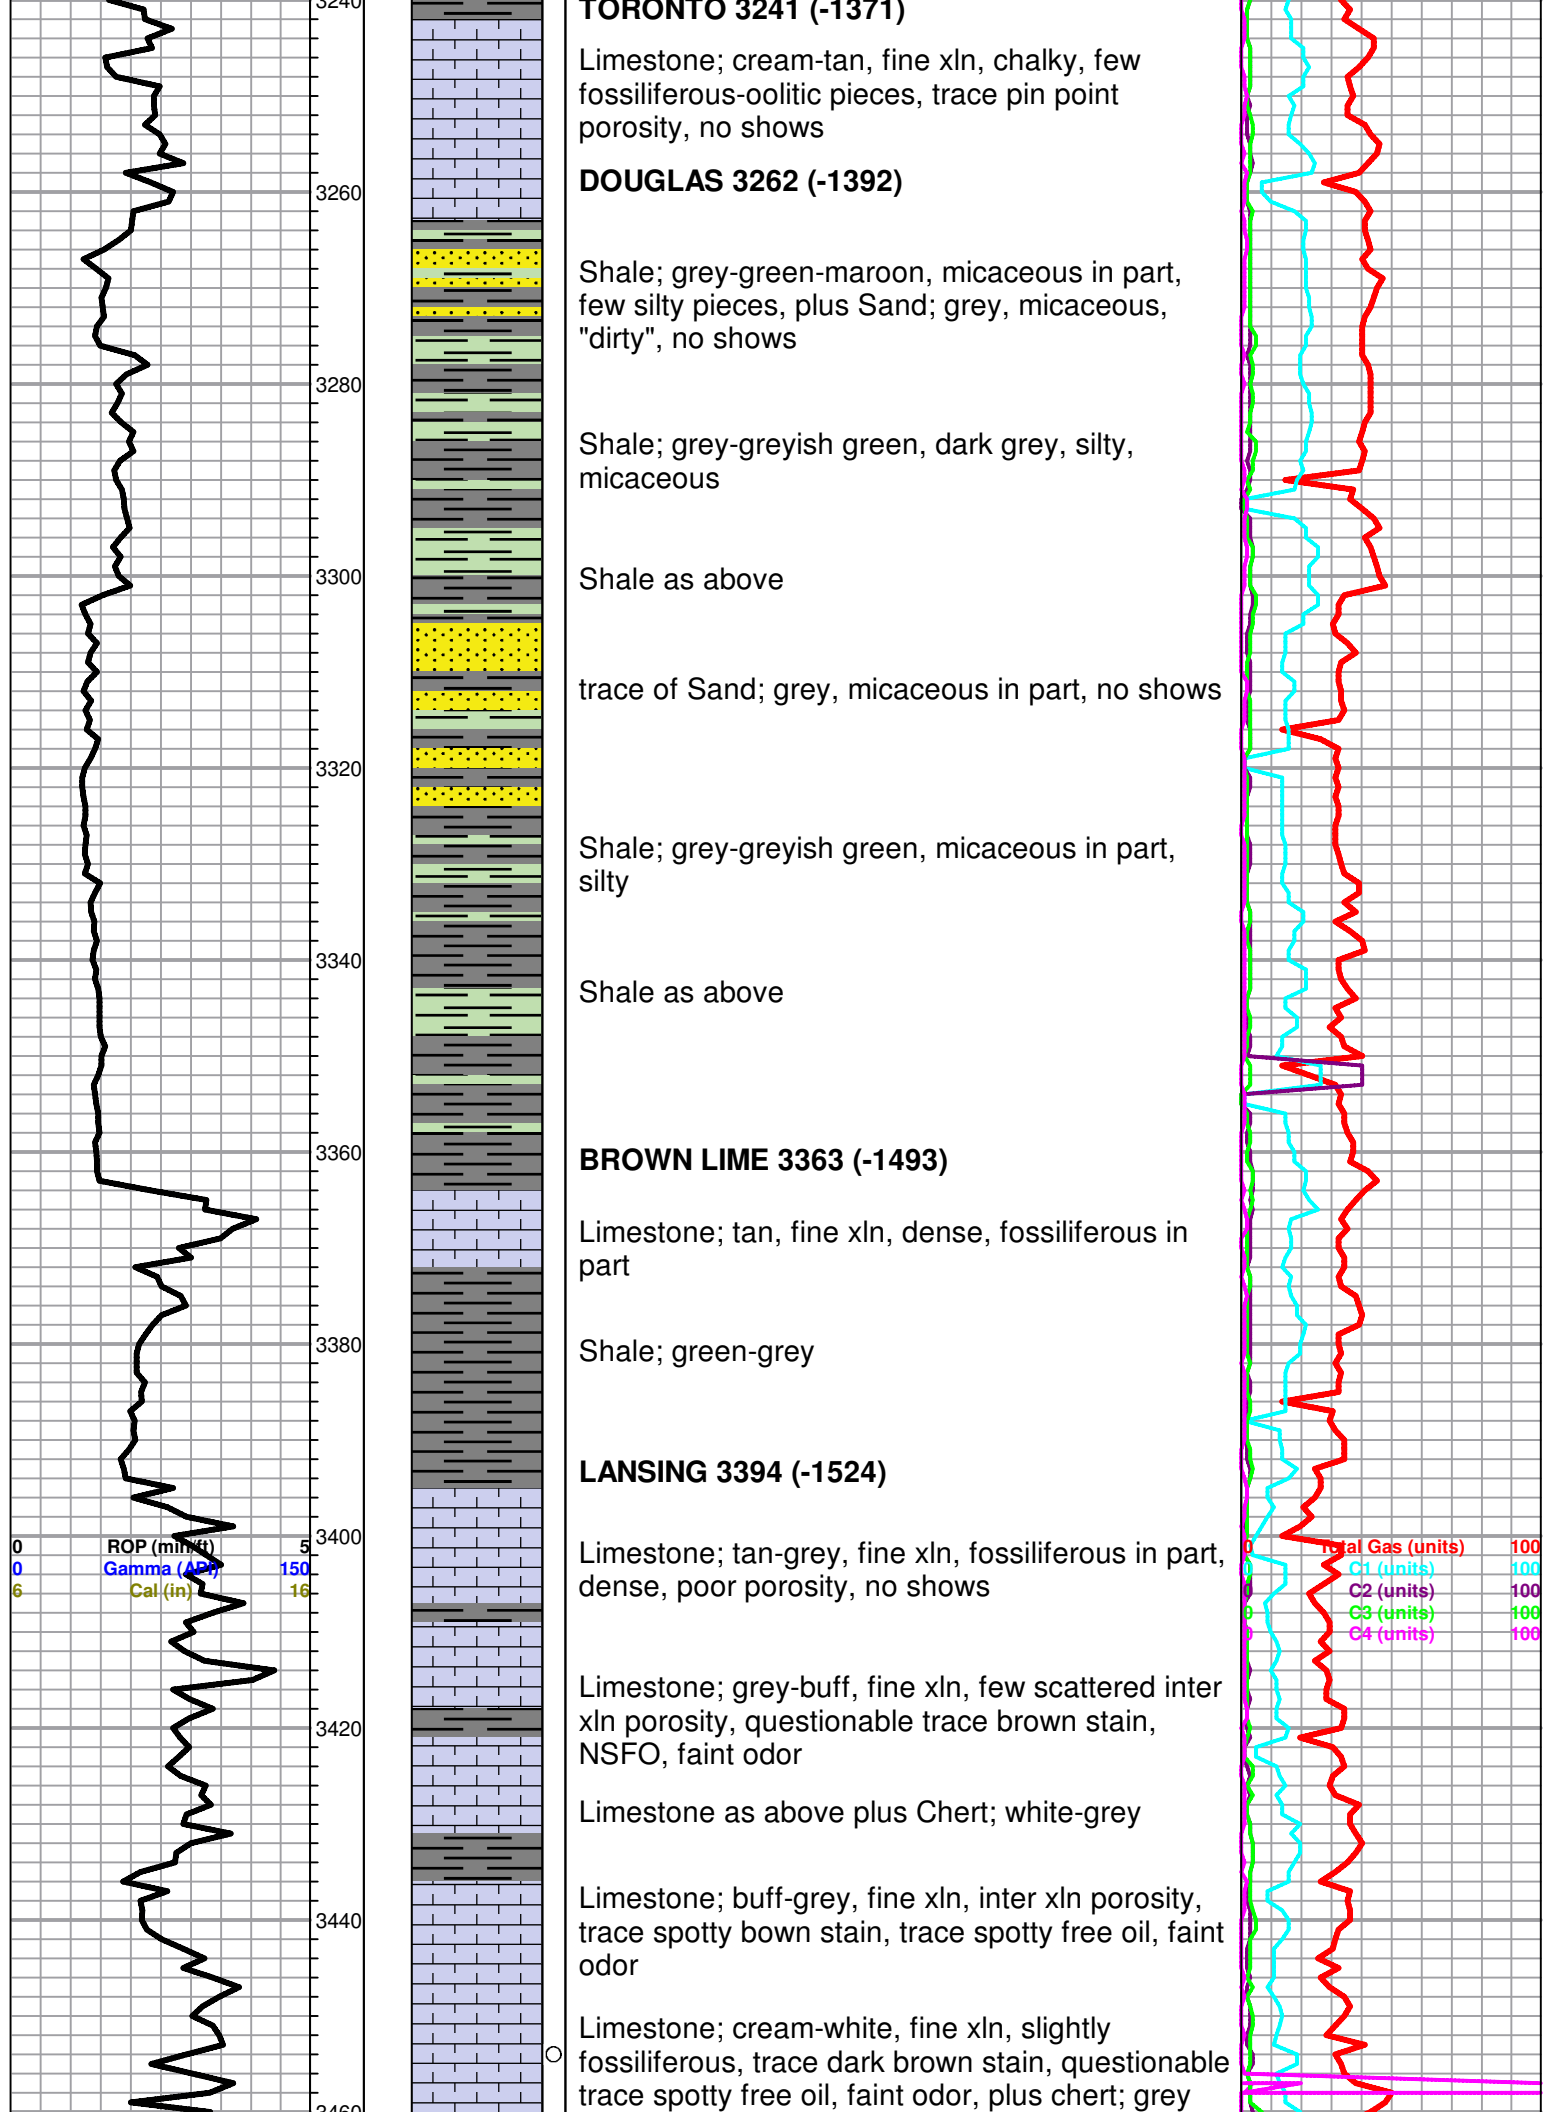 3240
TORONTO 3241 (-1371)
Limestone; cream-tan, fine xln, chalky, few
fossiliferous-oolitic pieces, trace pin point
porosity, no shows
DOUGLAS 3262 (-1392)
3260
Shale; grey-green-maroon, micaceous in part,
few silty pieces, plus Sand; grey, micaceous,
"dirty", no shows
3280
Shale; grey-greyish green, dark grey, silty,
micaceous
3300
Shale as above
trace of Sand; grey, micaceous in part, no shows
3320
Shale; grey-greyish green, micaceous in part,
silty
3340
Shale as above
3360
BROWN LIME 3363 (-1493)
Limestone; tan, fine xln, dense, fossiliferous in
part
3380
Shale; green-grey
LANSING 3394 (-1524)
3400
0 ROP (min/ft) 5
0 Gamma (API) 150
6 Cal (in) 16
Limestone; tan-grey, fine xln, fossiliferous in part,
dense, poor porosity, no shows
0 Total Gas (units) 100
0 C1 (units) 100
0 C2 (units) 100
0 C3 (units) 100
0 C4 (units) 100
Limestone; grey-buff, fine xln, few scattered inter
xln porosity, questionable trace brown stain,
NSFO, faint odor
3420
Limestone as above plus Chert; white-grey
Limestone; buff-grey, fine xln, inter xln porosity,
trace spotty bown stain, trace spotty free oil, faint
odor
3440
Limestone; cream-white, fine xln, slightly
fossiliferous, trace dark brown stain, questionable
trace spotty free oil, faint odor, plus chert; grey
3460